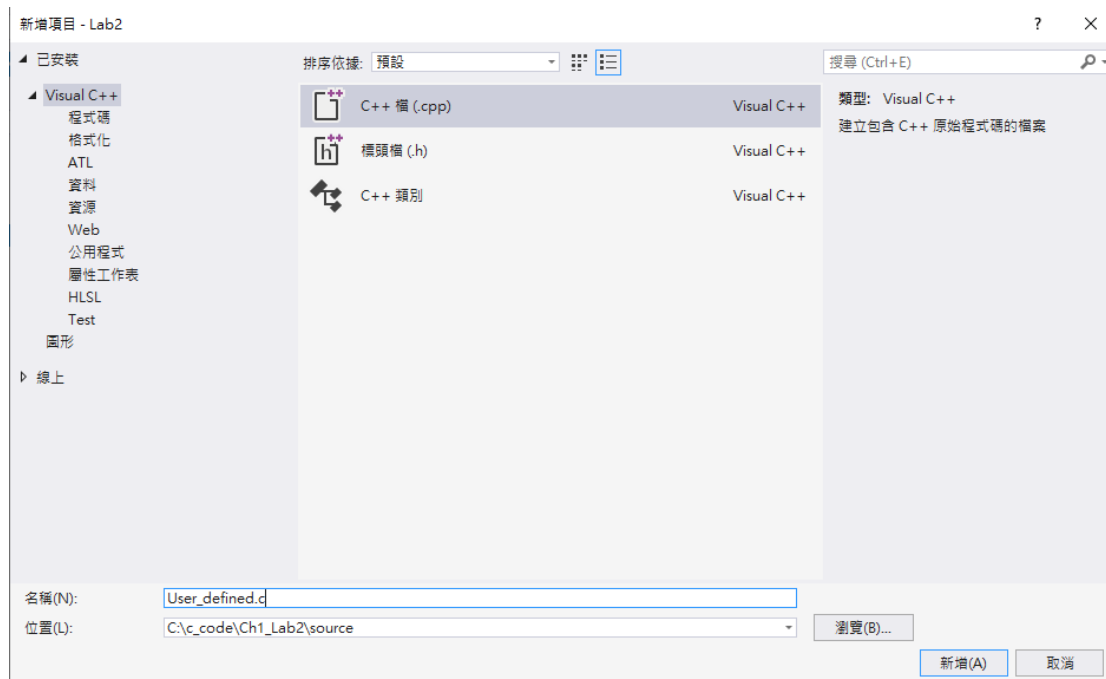 新增項目 - Lab2
? ×
已安裝
Visual C++
程式碼
格式化
ATL
資料
資源
Web
公用程式
屬性工作表
HLSL
Test
圖形
線上
排序依據: 預設
C++ 檔 (.cpp) Visual C++
標頭檔 (.h) Visual C++
C++ 類別 Visual C++
搜尋 (Ctrl+E)
類型: Visual C++
建立包含 C++ 原始程式碼的檔案
名稱(N): User_defined.c
位置(L): C:\c_code\Ch1_Lab2\source
瀏覽(B)...
新增(A) 取消